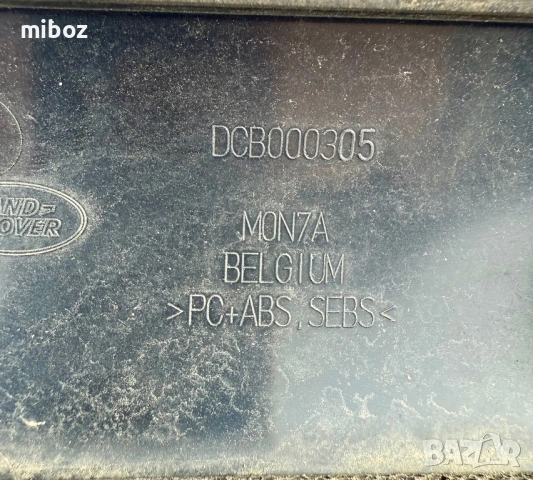 miboz
DCB000305
LAND-
ROVER
MON7A
BELGIUM
>PC+ABS, SEBS<
BAZAR